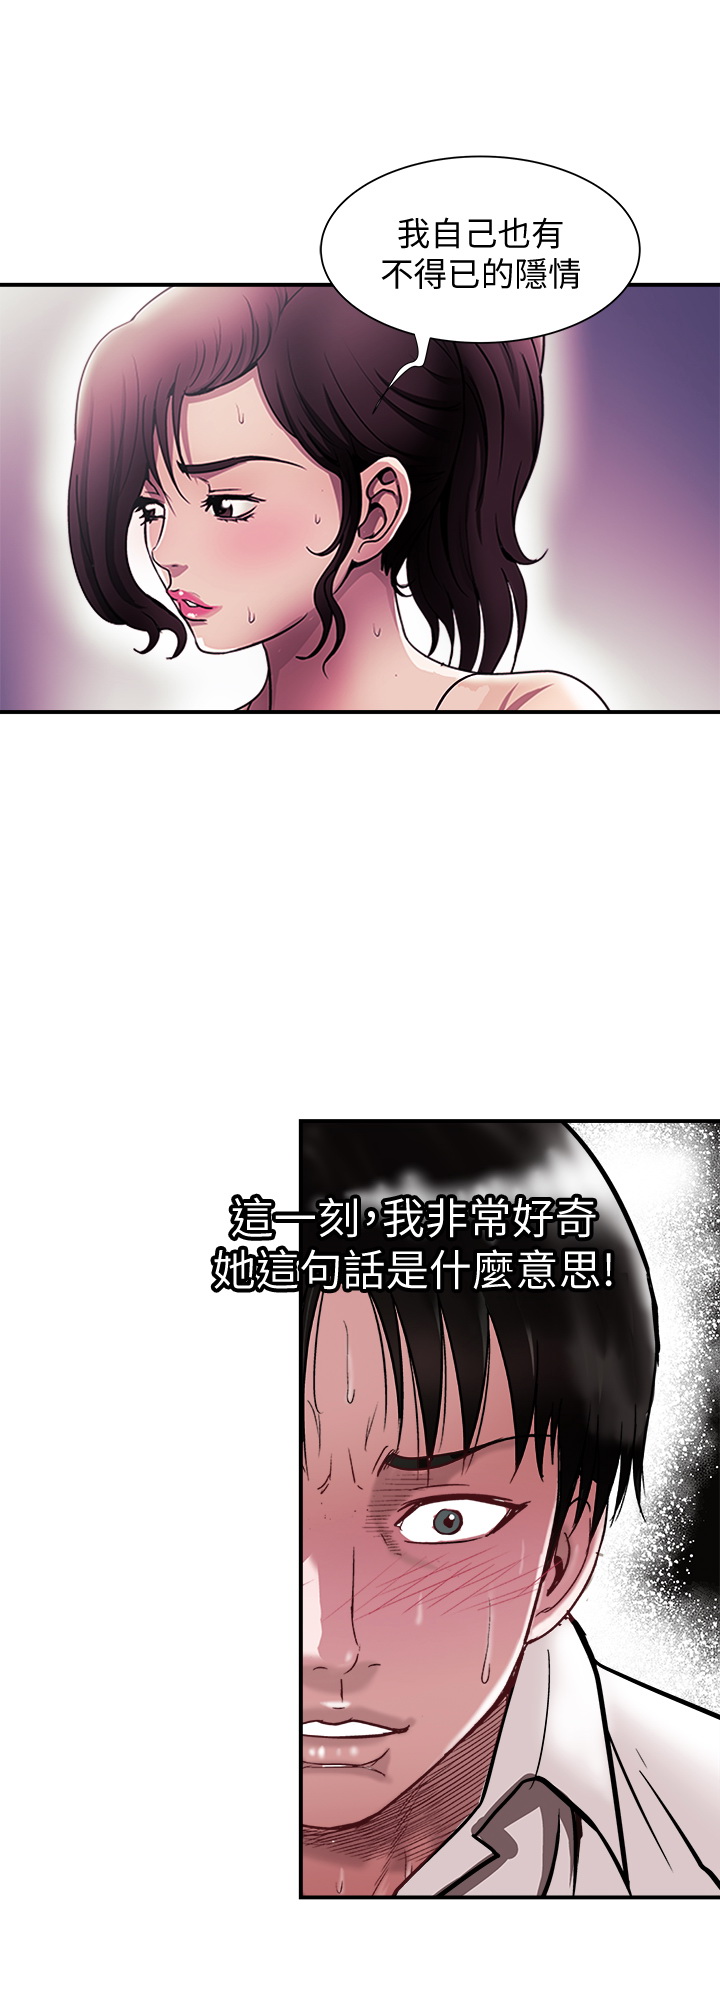 我自己也有
不得已的隱情
這一刻,我非常好奇
她這句話是什麼意思!